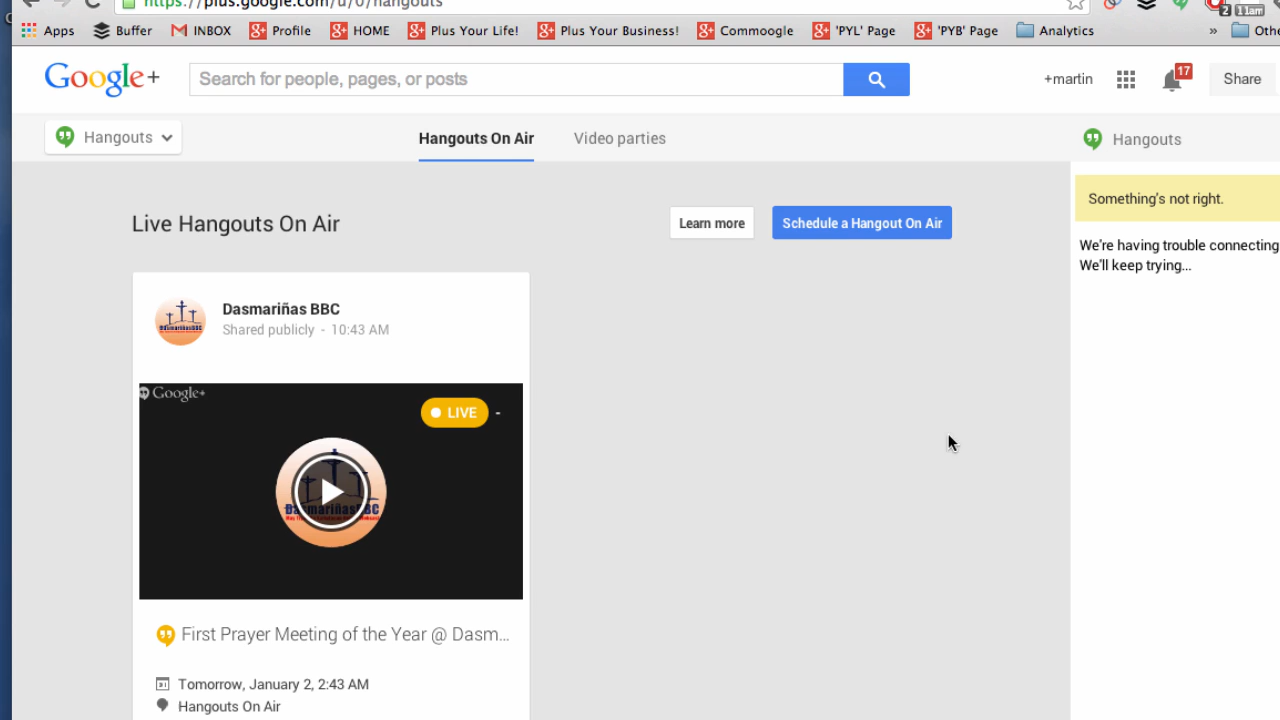 https://plus.google.com/u/0/hangouts
2 11am
Apps Buffer INBOX Profile HOME Plus Your Life! Plus Your Business! Commoogle 'PYL' Page 'PYB' Page Analytics » Othe
Google+ Search for people, pages, or posts +martin 17 Share
Hangouts Hangouts On Air Video parties Hangouts
Live Hangouts On Air Learn more Schedule a Hangout On Air
Something's not right.
We're having trouble connecting
We'll keep trying...
Dasmariñas BBC
Shared publicly - 10:43 AM
Google+
LIVE -
DasmariñasBBC
First Prayer Meeting of the Year @ Dasm...
Tomorrow, January 2, 2:43 AM
Hangouts On Air